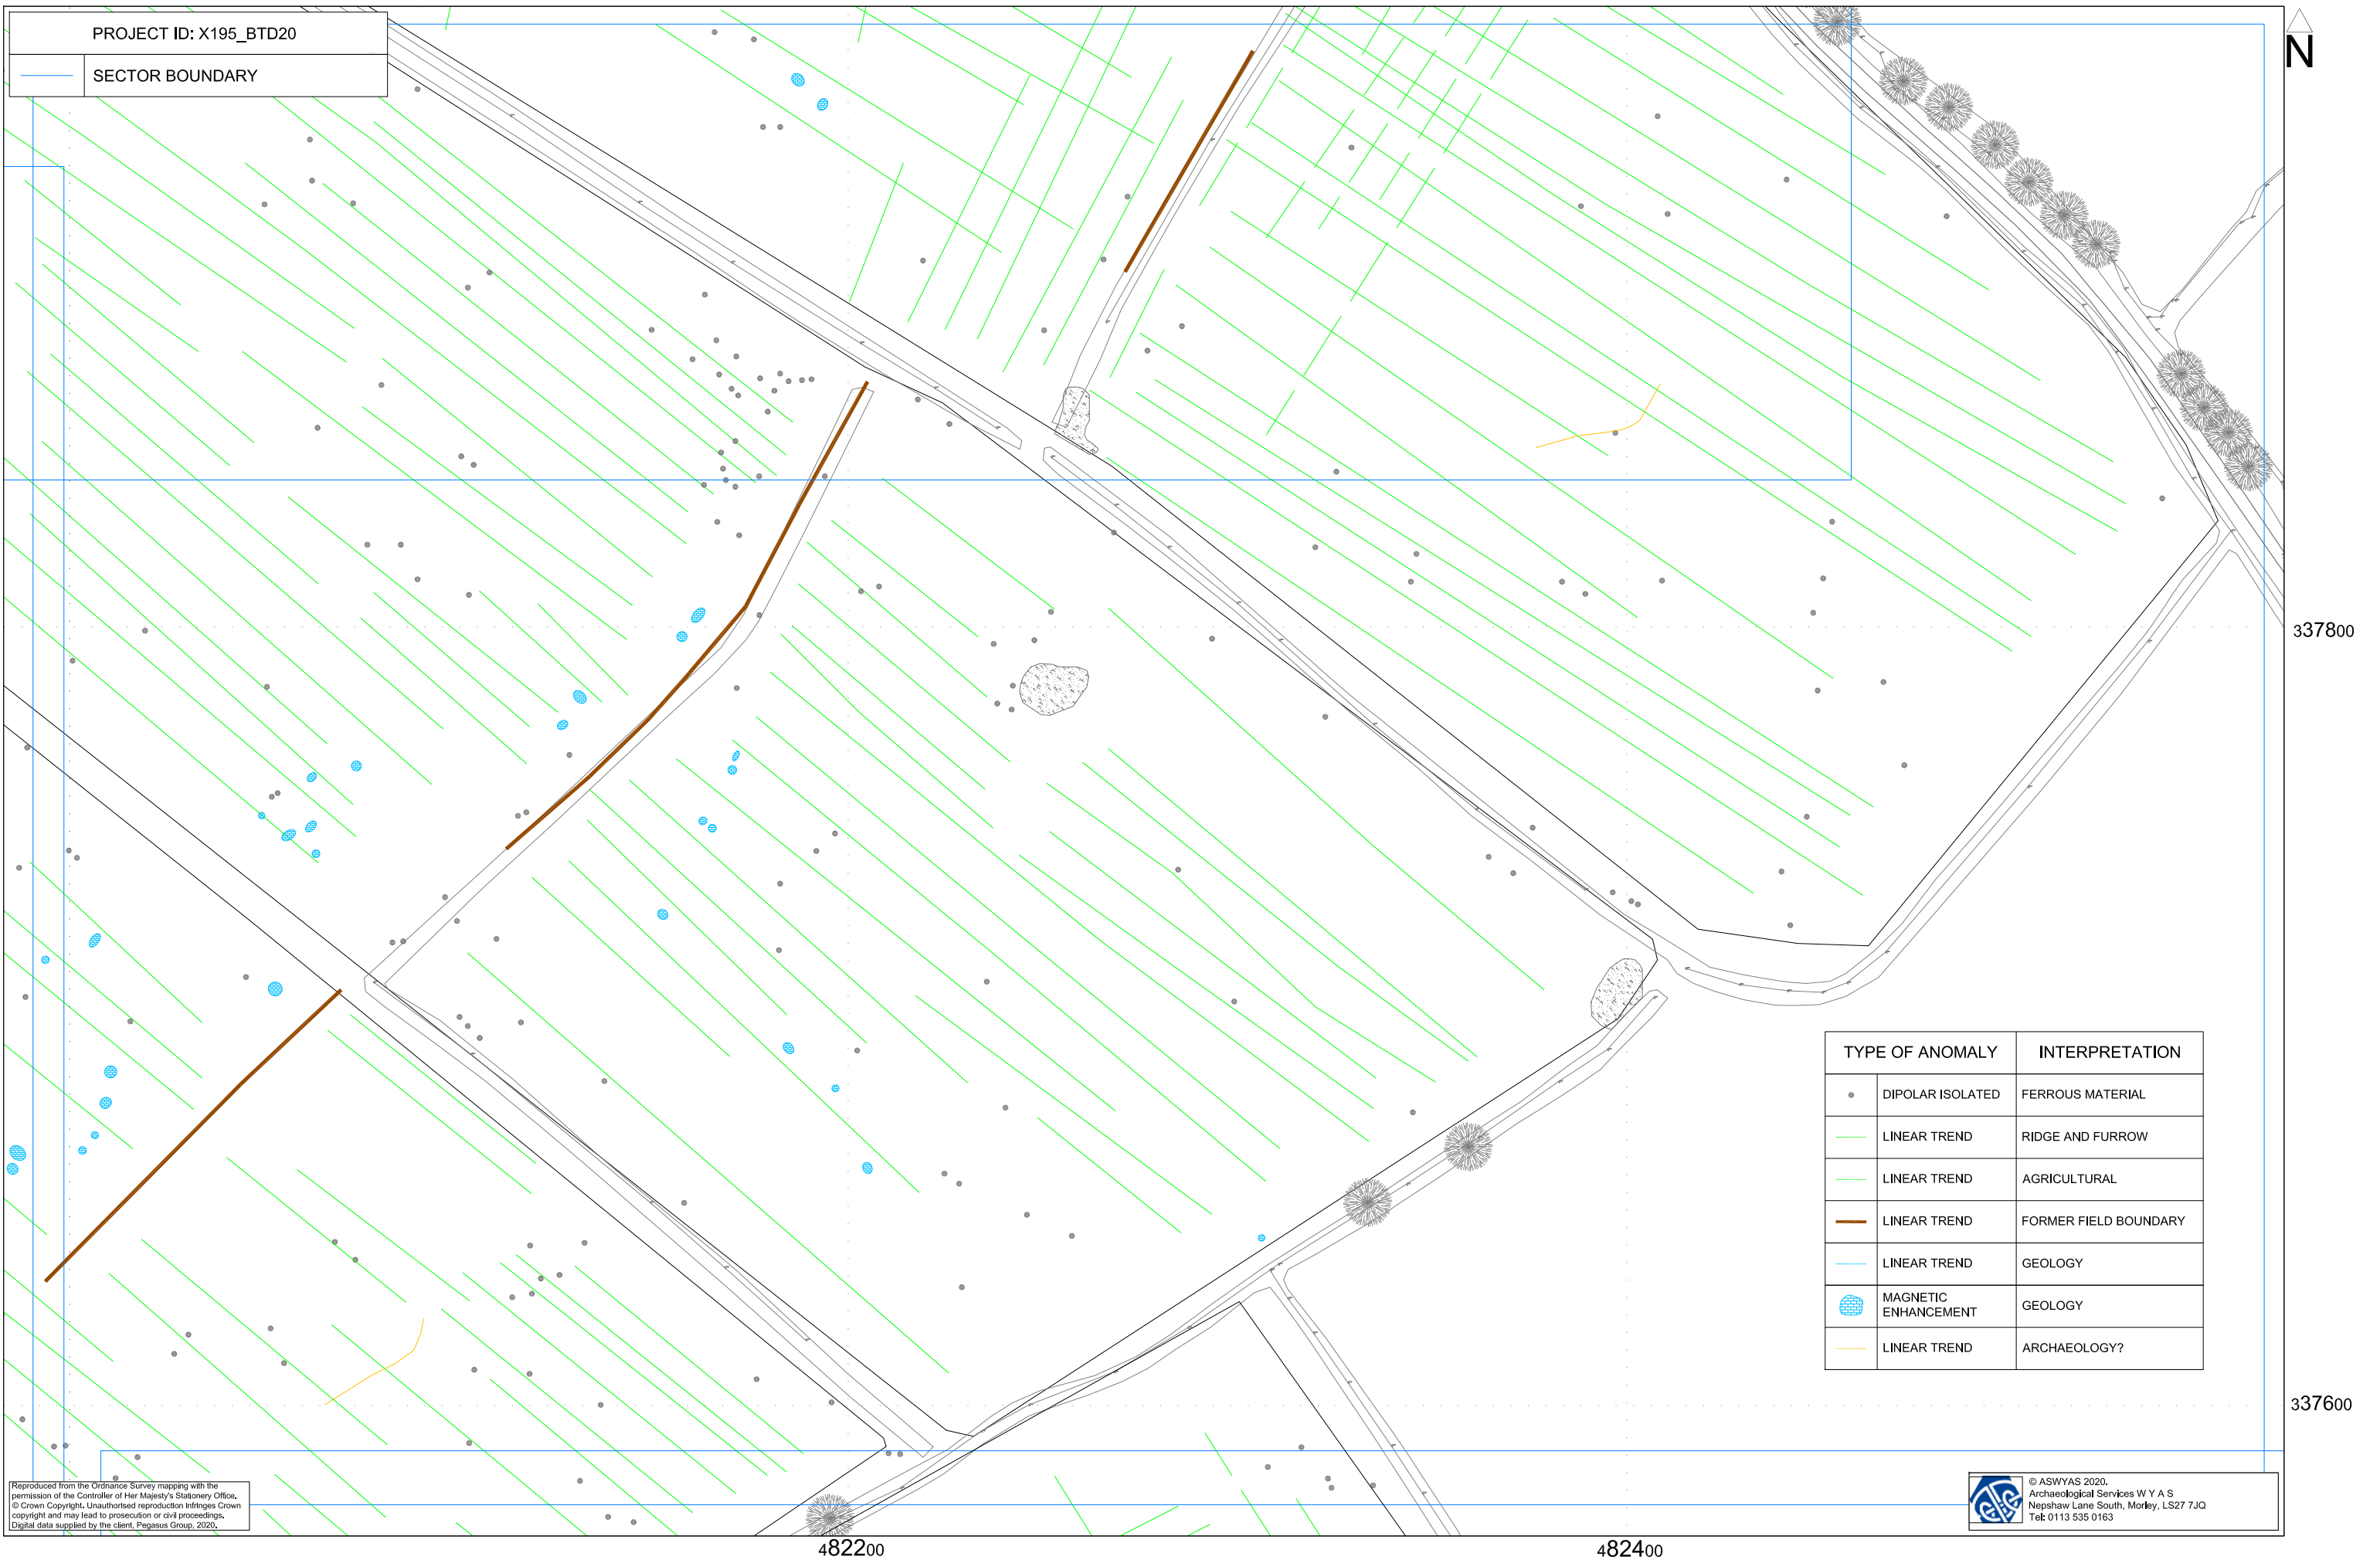 PROJECT ID: X195_BTD20
SECTOR BOUNDARY
N
337800
TYPE OF ANOMALY INTERPRETATION
DIPOLAR ISOLATED FERROUS MATERIAL
LINEAR TREND RIDGE AND FURROW
LINEAR TREND AGRICULTURAL
LINEAR TREND FORMER FIELD BOUNDARY
LINEAR TREND GEOLOGY
MAGNETIC
ENHANCEMENT GEOLOGY
LINEAR TREND ARCHAEOLOGY?
337600
Reproduced from the Ordnance Survey mapping with the
permission of the Controller of Her Majesty's Stationery Office.
© Crown Copyright. Unauthorised reproduction infringes Crown
copyright and may lead to prosecution or civil proceedings.
Digital data supplied by the client, Pegasus Group, 2020.
© ASWYAS 2020.
Archaeological Services W Y A S
Nepshaw Lane South, Morley, LS27 7JQ
Tel: 0113 535 0163
482200
482400